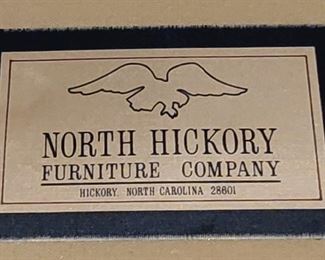 NORTH HICKORY
FURNITURE COMPANY
HICKORY, NORTH CAROLINA 28601